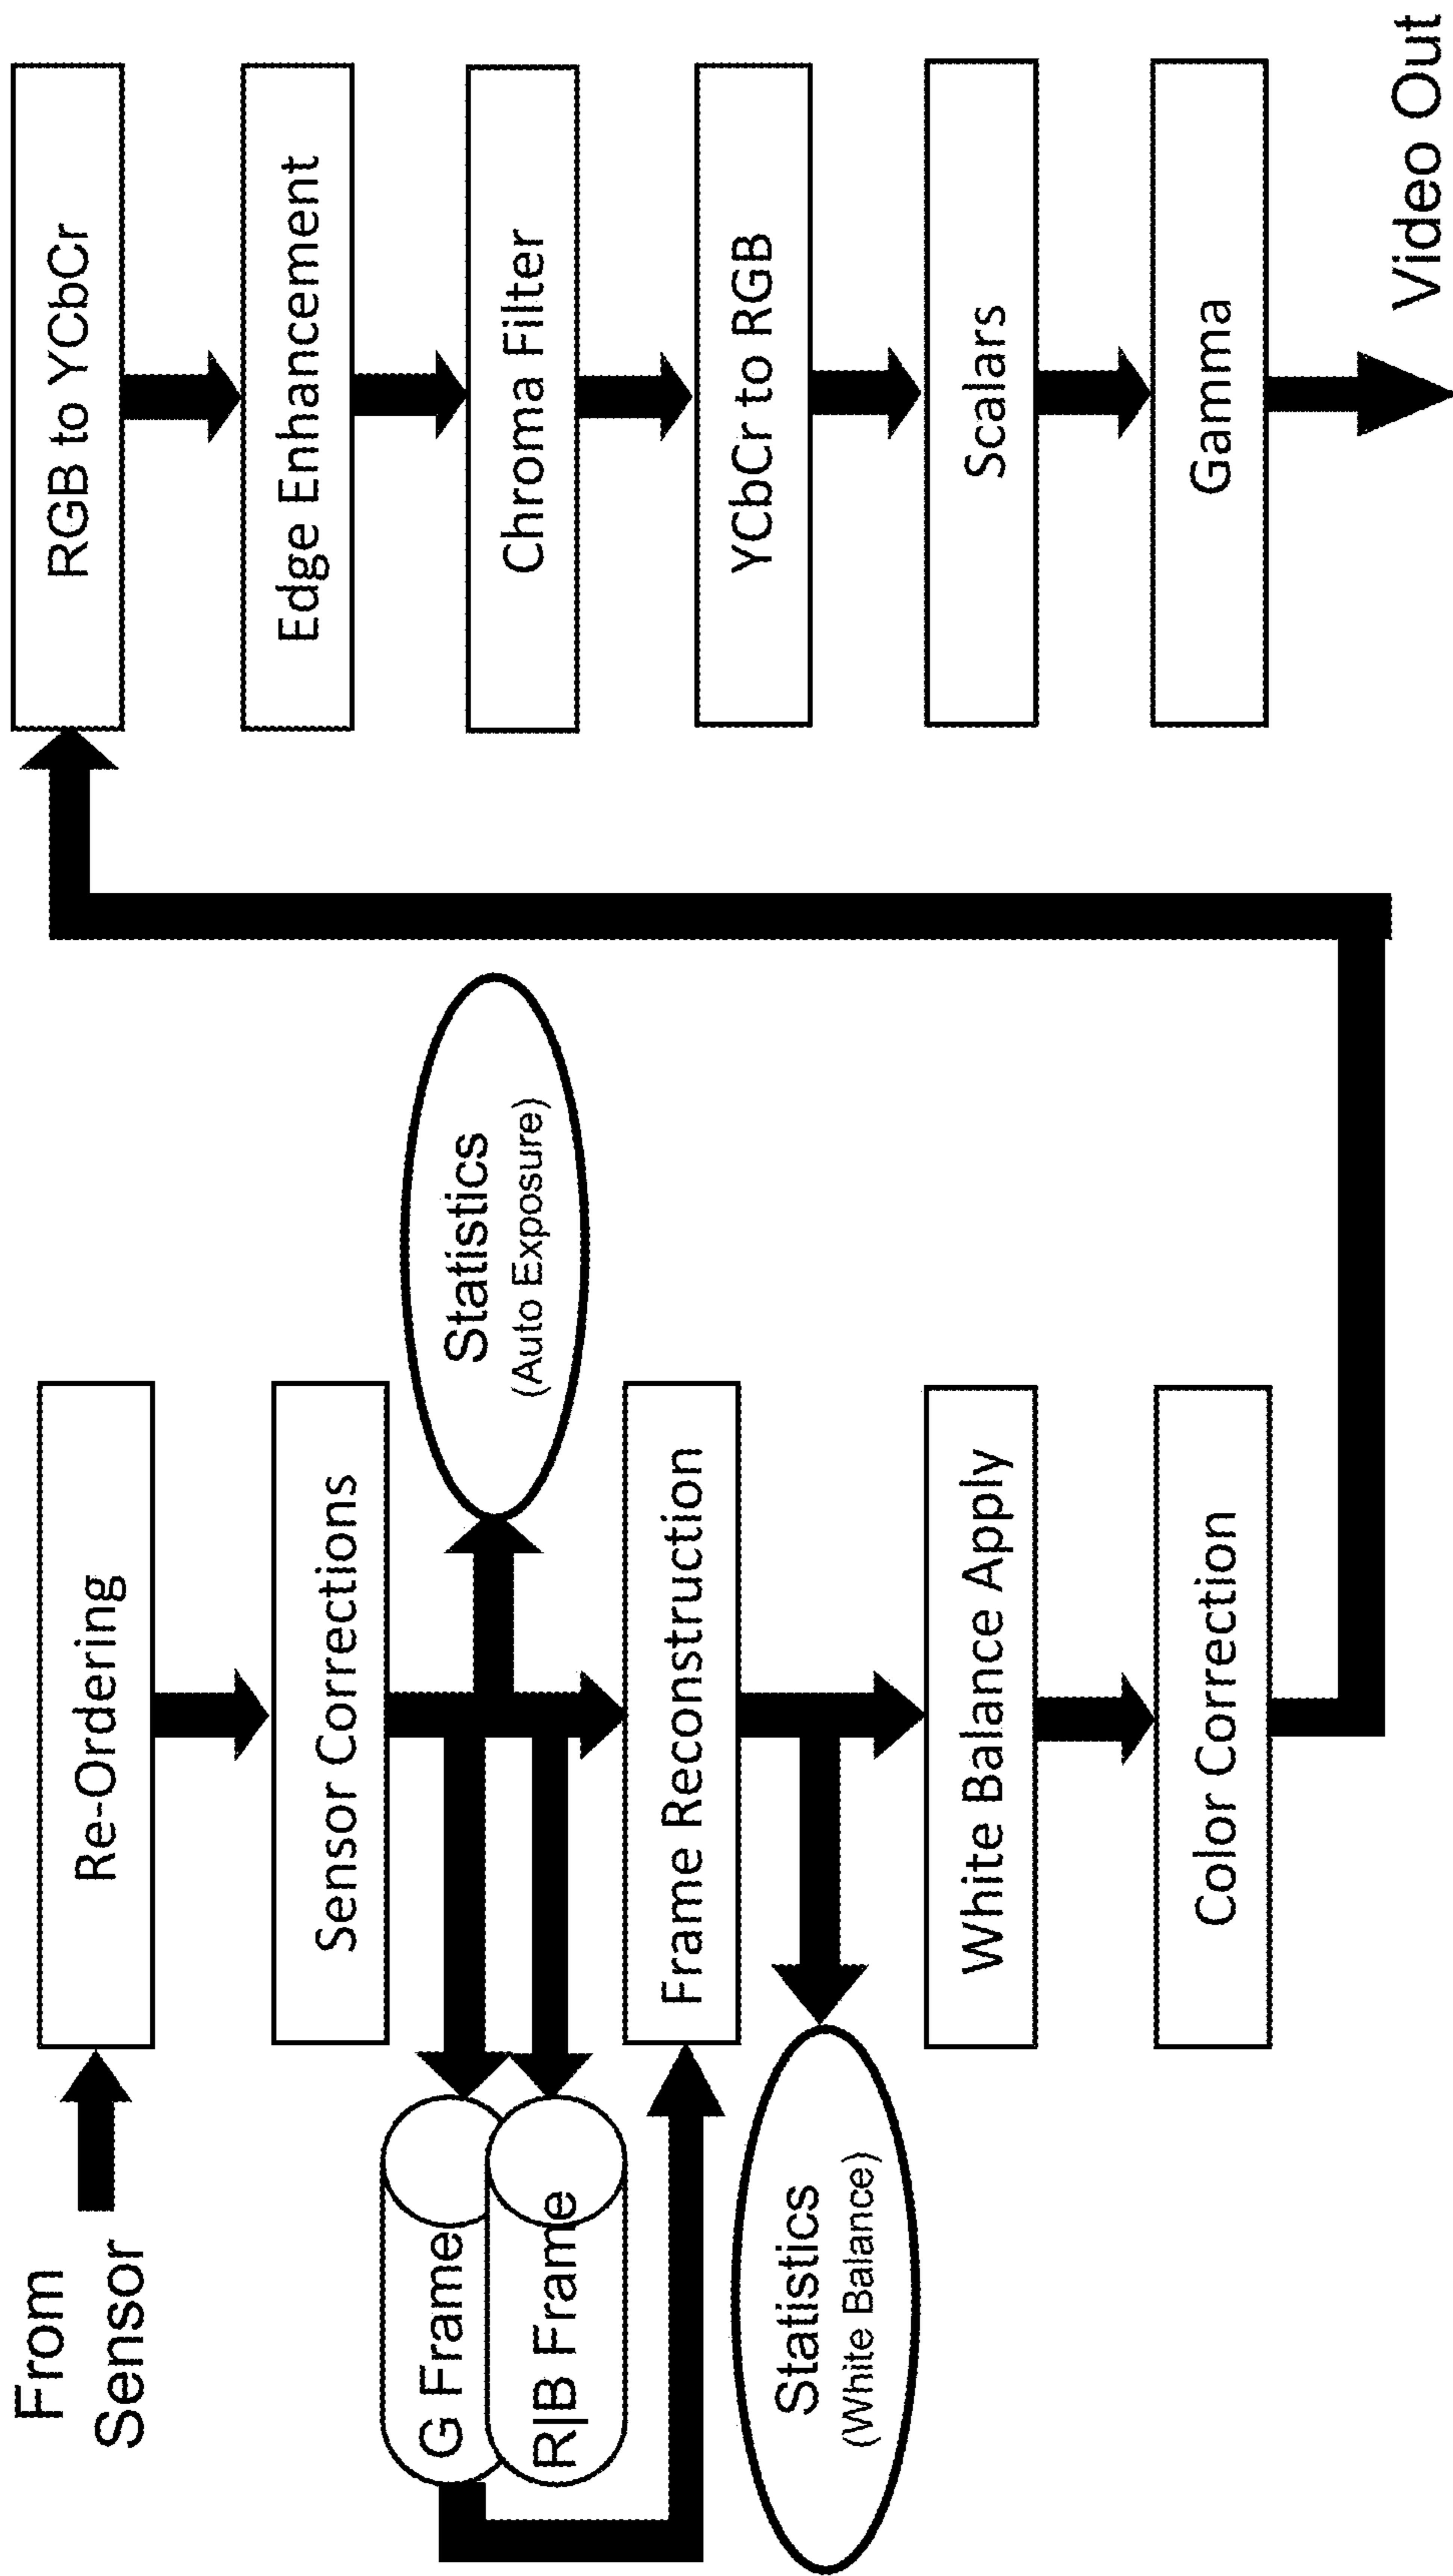 From
Sensor
Re-Ordering
Sensor Corrections
G Frame
R|B Frame
Statistics
(Auto Exposure)
Frame Reconstruction
Statistics
(White Balance)
White Balance Apply
Color Correction
RGB to YCbCr
Edge Enhancement
Chroma Filter
YCbCr to RGB
Scalars
Gamma
Video Out